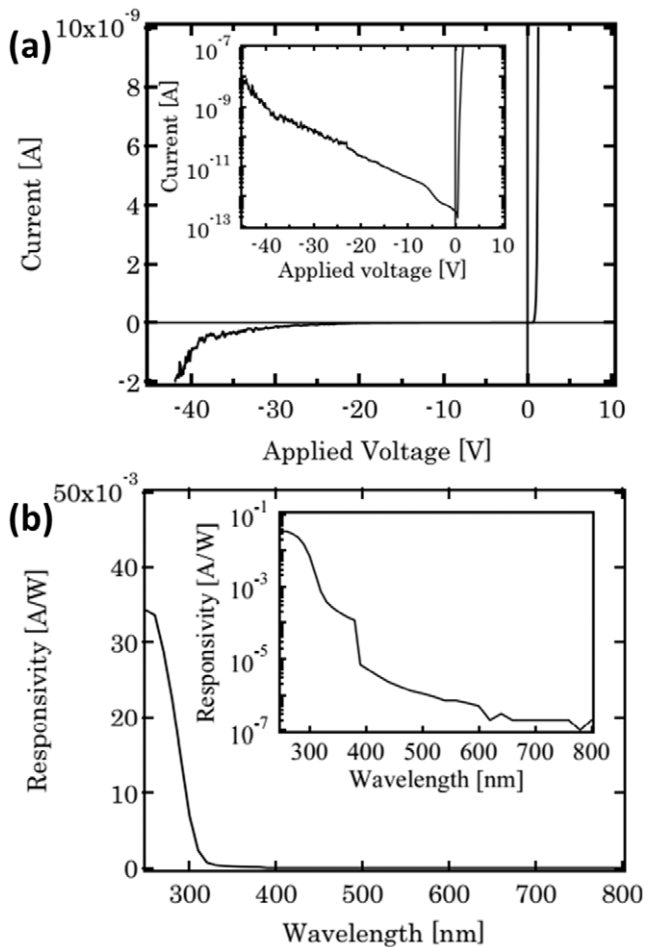 (a)
10x10-9
8
6
4
2
0
-2
Current [A]
-40 -30 -20 -10 0 10
Applied Voltage [V]
10-7
10-9
10-11
10-13
Current [A]
-40 -30 -20 -10 0 10
Applied voltage [V]
(b)
50x10-3
40
30
20
10
0
Responsivity [A/W]
300 400 500 600 700 800
Wavelength [nm]
10-1
10-3
10-5
10-7
Responsivity [A/W]
300 400 500 600 700 800
Wavelength [nm]